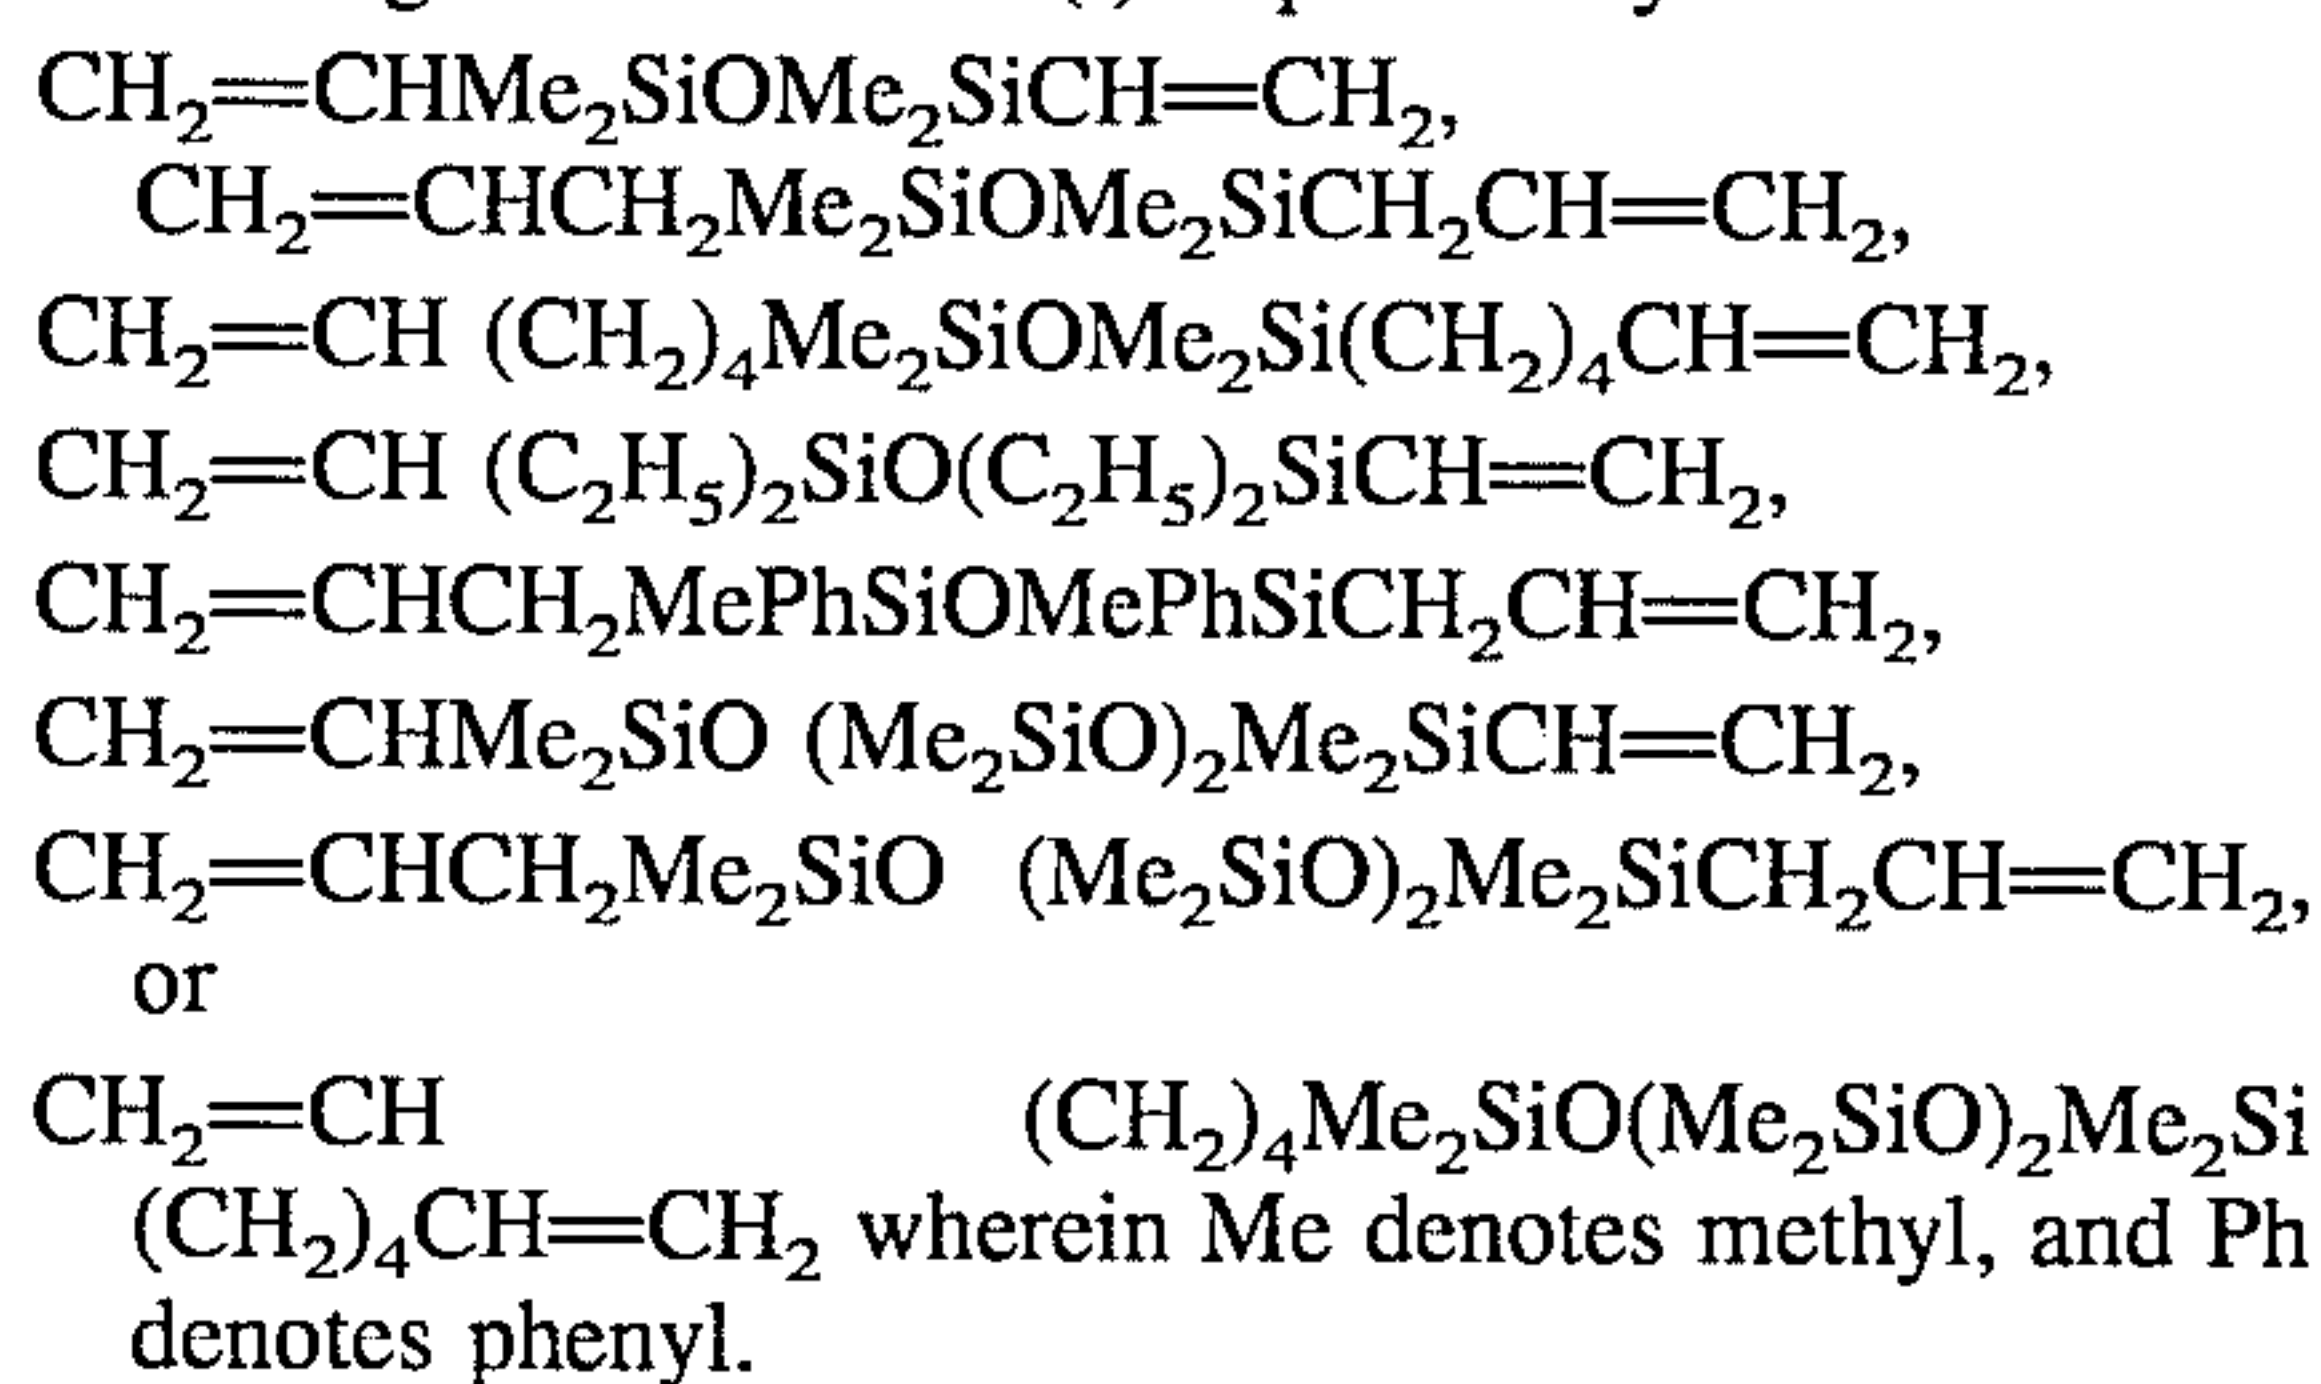 CH₂=CHMe₂SiOMe₂SiCH=CH₂,
CH₂=CHCH₂Me₂SiOMe₂SiCH₂CH=CH₂,
CH₂=CH (CH₂)₄Me₂SiOMe₂Si(CH₂)₄CH=CH₂,
CH₂=CH (C₂H₅)₂SiO(C₂H₅)₂SiCH=CH₂,
CH₂=CHCH₂MePhSiOMePhSiCH₂CH=CH₂,
CH₂=CHMe₂SiO (Me₂SiO)₂Me₂SiCH=CH₂,
CH₂=CHCH₂Me₂SiO (Me₂SiO)₂Me₂SiCH₂CH=CH₂,
or
CH₂=CH (CH₂)₄Me₂SiO(Me₂SiO)₂Me₂Si
(CH₂)₄CH=CH₂ wherein Me denotes methyl, and Ph
denotes phenyl.